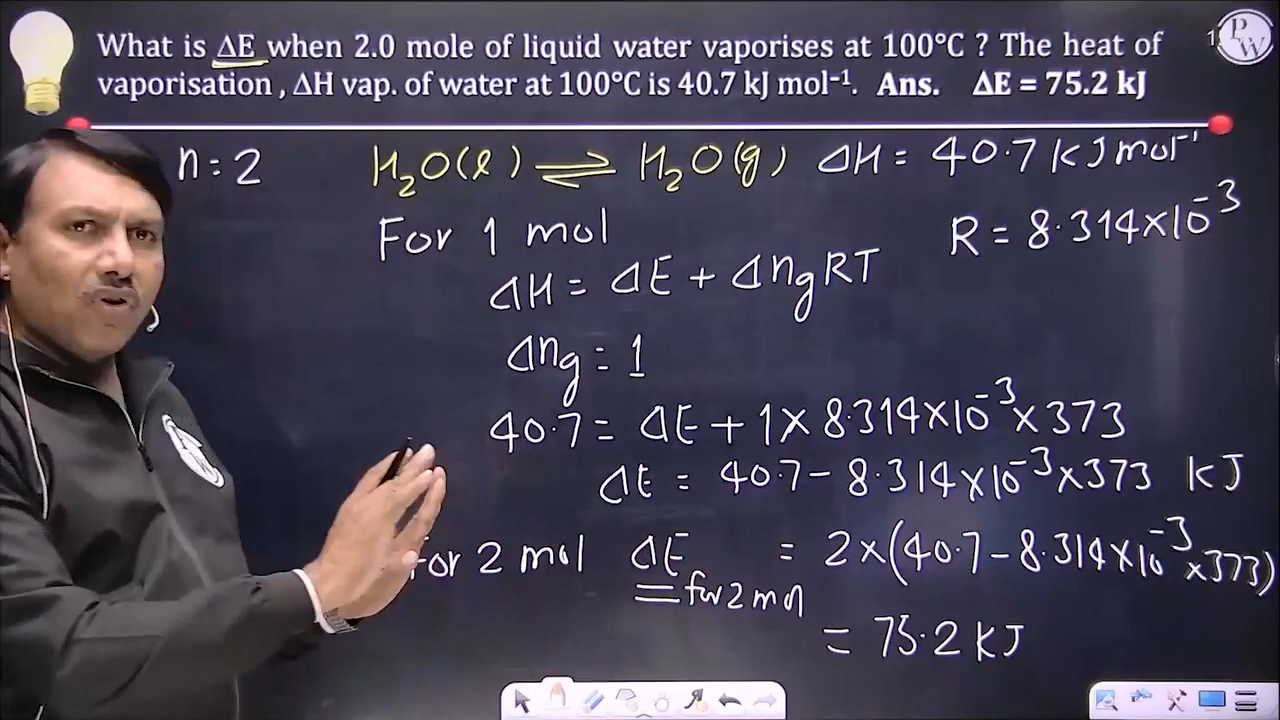 What is ΔE when 2.0 mole of liquid water vaporises at 100°C ? The heat of
vaporisation , ΔH vap. of water at 100°C is 40.7 kJ mol⁻¹. Ans. ΔE = 75.2 kJ
PW
n = 2 H₂O(l) ⇌ H₂O(g) ΔH = 40.7 KJ mol⁻¹
For 1 mol R = 8.314×10⁻³
ΔH = ΔE + ΔngRT
Δng = 1
40.7 = ΔE + 1 × 8.314×10⁻³×373
ΔE = 40.7 - 8.314×10⁻³×373 KJ
For 2 mol ΔE for 2 mol = 2×(40.7 - 8.314×10⁻³×373)
= 75.2 KJ